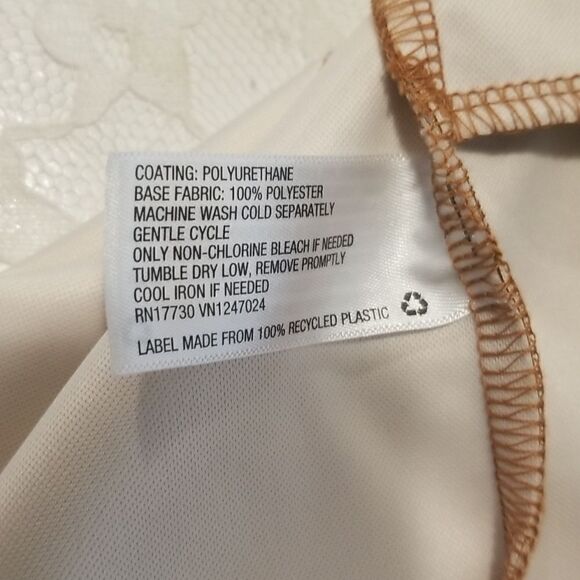 COATING: POLYURETHANE
BASE FABRIC: 100% POLYESTER
MACHINE WASH COLD SEPARATELY
GENTLE CYCLE
ONLY NON-CHLORINE BLEACH IF NEEDED
TUMBLE DRY LOW, REMOVE PROMPTLY
COOL IRON IF NEEDED
RN17730 VN1247024
LABEL MADE FROM 100% RECYCLED PLASTIC